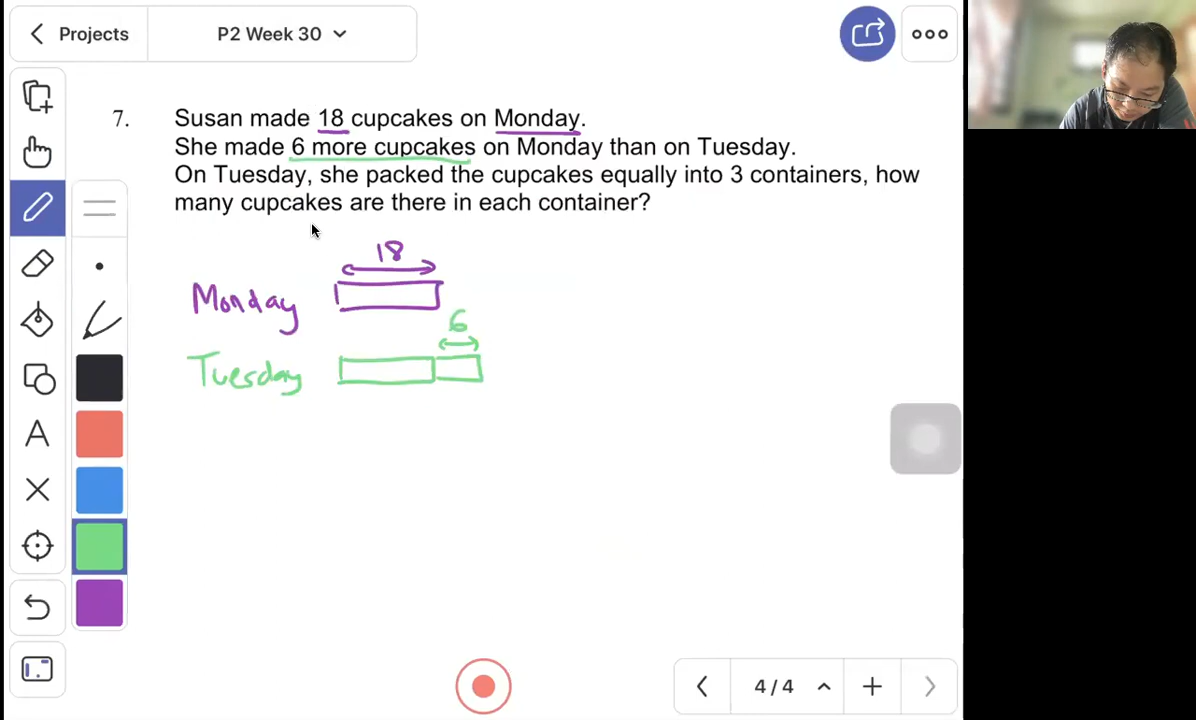 Projects
P2 Week 30
7.
Susan made 18 cupcakes on Monday.
She made 6 more cupcakes on Monday than on Tuesday.
On Tuesday, she packed the cupcakes equally into 3 containers, how
many cupcakes are there in each container?
18
Monday
6
Tuesday
A
4 / 4